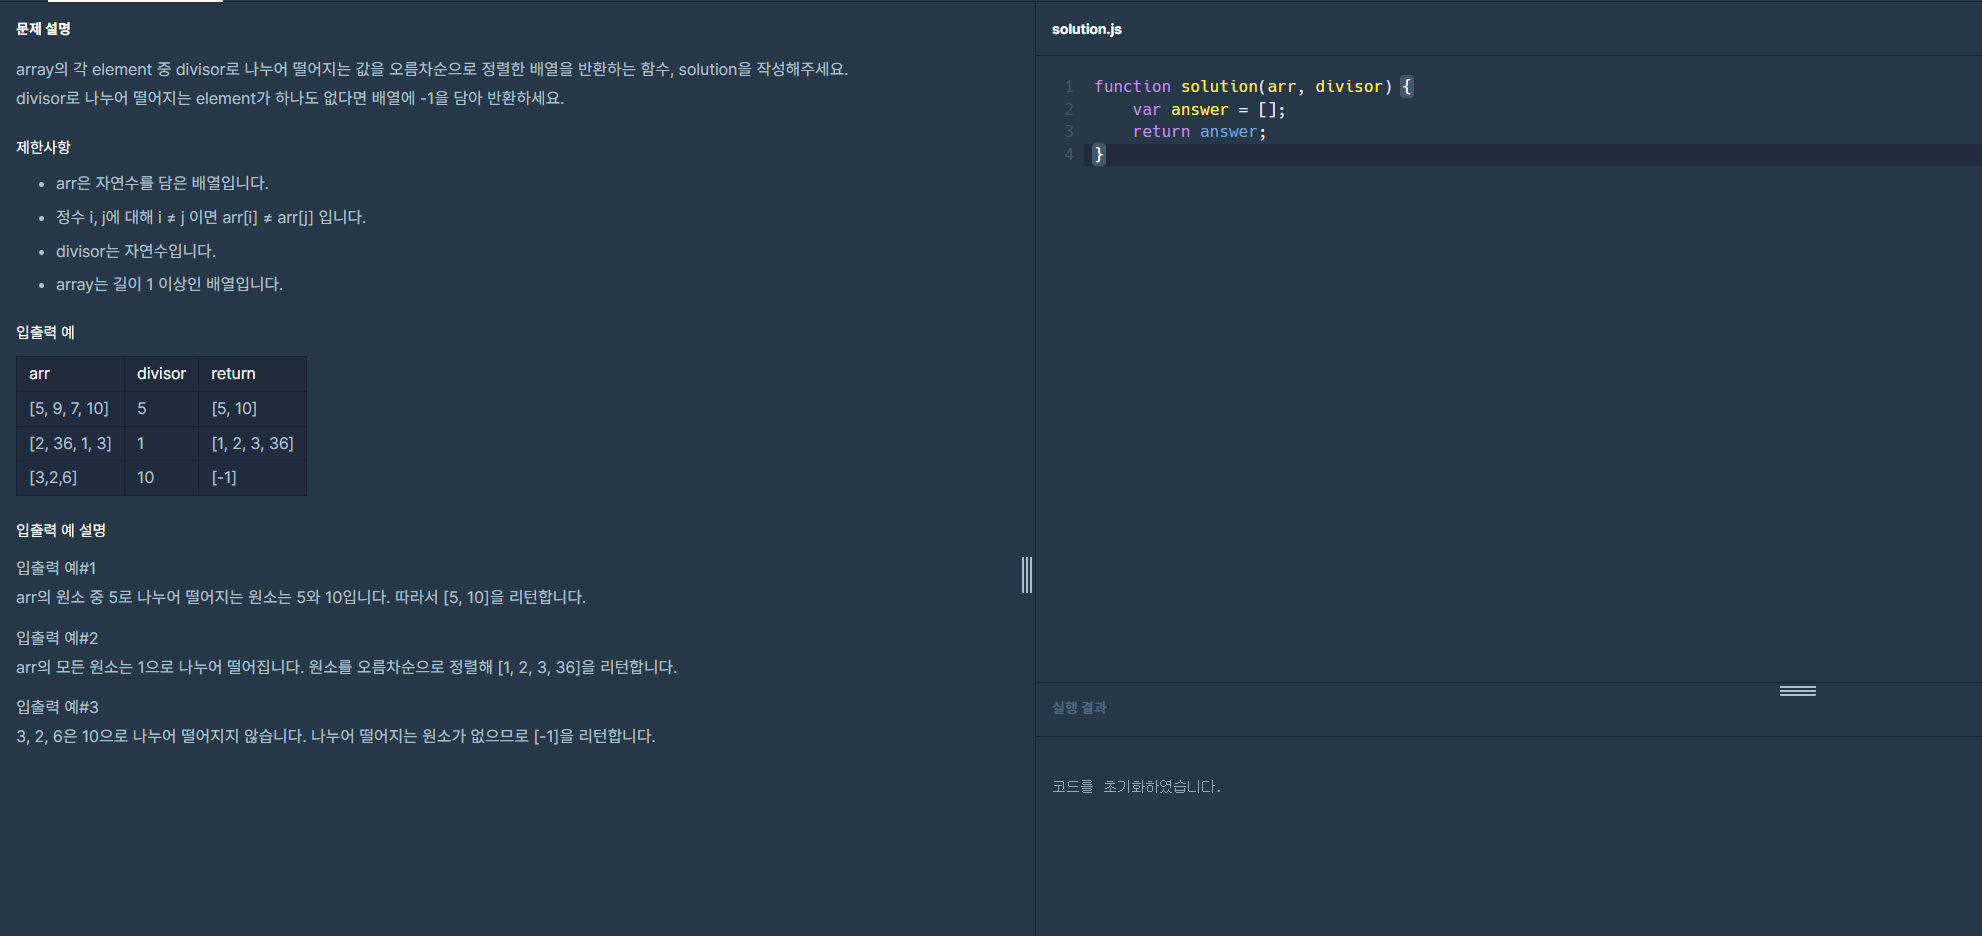 문제 설명
array의 각 element 중 divisor로 나누어 떨어지는 값을 오름차순으로 정렬한 배열을 반환하는 함수, solution을 작성해주세요.
divisor로 나누어 떨어지는 element가 하나도 없다면 배열에 -1을 담아 반환하세요.
제한사항
• arr은 자연수를 담은 배열입니다.
• 정수 i, j에 대해 i ≠ j 이면 arr[i] ≠ arr[j] 입니다.
• divisor는 자연수입니다.
• array는 길이 1 이상인 배열입니다.
입출력 예
arr divisor return
[5, 9, 7, 10] 5 [5, 10]
[2, 36, 1, 3] 1 [1, 2, 3, 36]
[3,2,6] 10 [-1]
입출력 예 설명
입출력 예#1
arr의 원소 중 5로 나누어 떨어지는 원소는 5와 10입니다. 따라서 [5, 10]을 리턴합니다.
입출력 예#2
arr의 모든 원소는 1으로 나누어 떨어집니다. 원소를 오름차순으로 정렬해 [1, 2, 3, 36]을 리턴합니다.
입출력 예#3
3, 2, 6은 10으로 나누어 떨어지지 않습니다. 나누어 떨어지는 원소가 없으므로 [-1]을 리턴합니다.
solution.js
1 function solution(arr, divisor) {
2     var answer = [];
3     return answer;
4 }
실행 결과
코드를 초기화하였습니다.